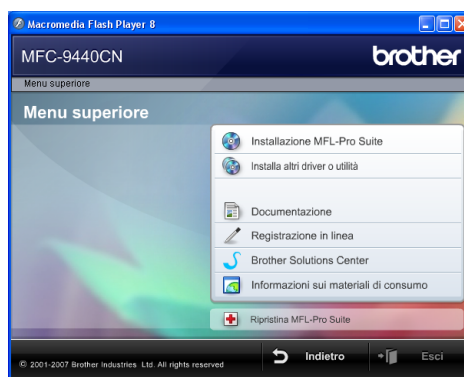 Macromedia Flash Player 8
MFC-9440CN
brother
Menu superiore
Menu superiore
Installazione MFL-Pro Suite
Installa altri driver o utilità
Documentazione
Registrazione in linea
Brother Solutions Center
Informazioni sui materiali di consumo
Ripristina MFL-Pro Suite
© 2001-2007 Brother Industries Ltd. All rights reserved
Indietro
Esci